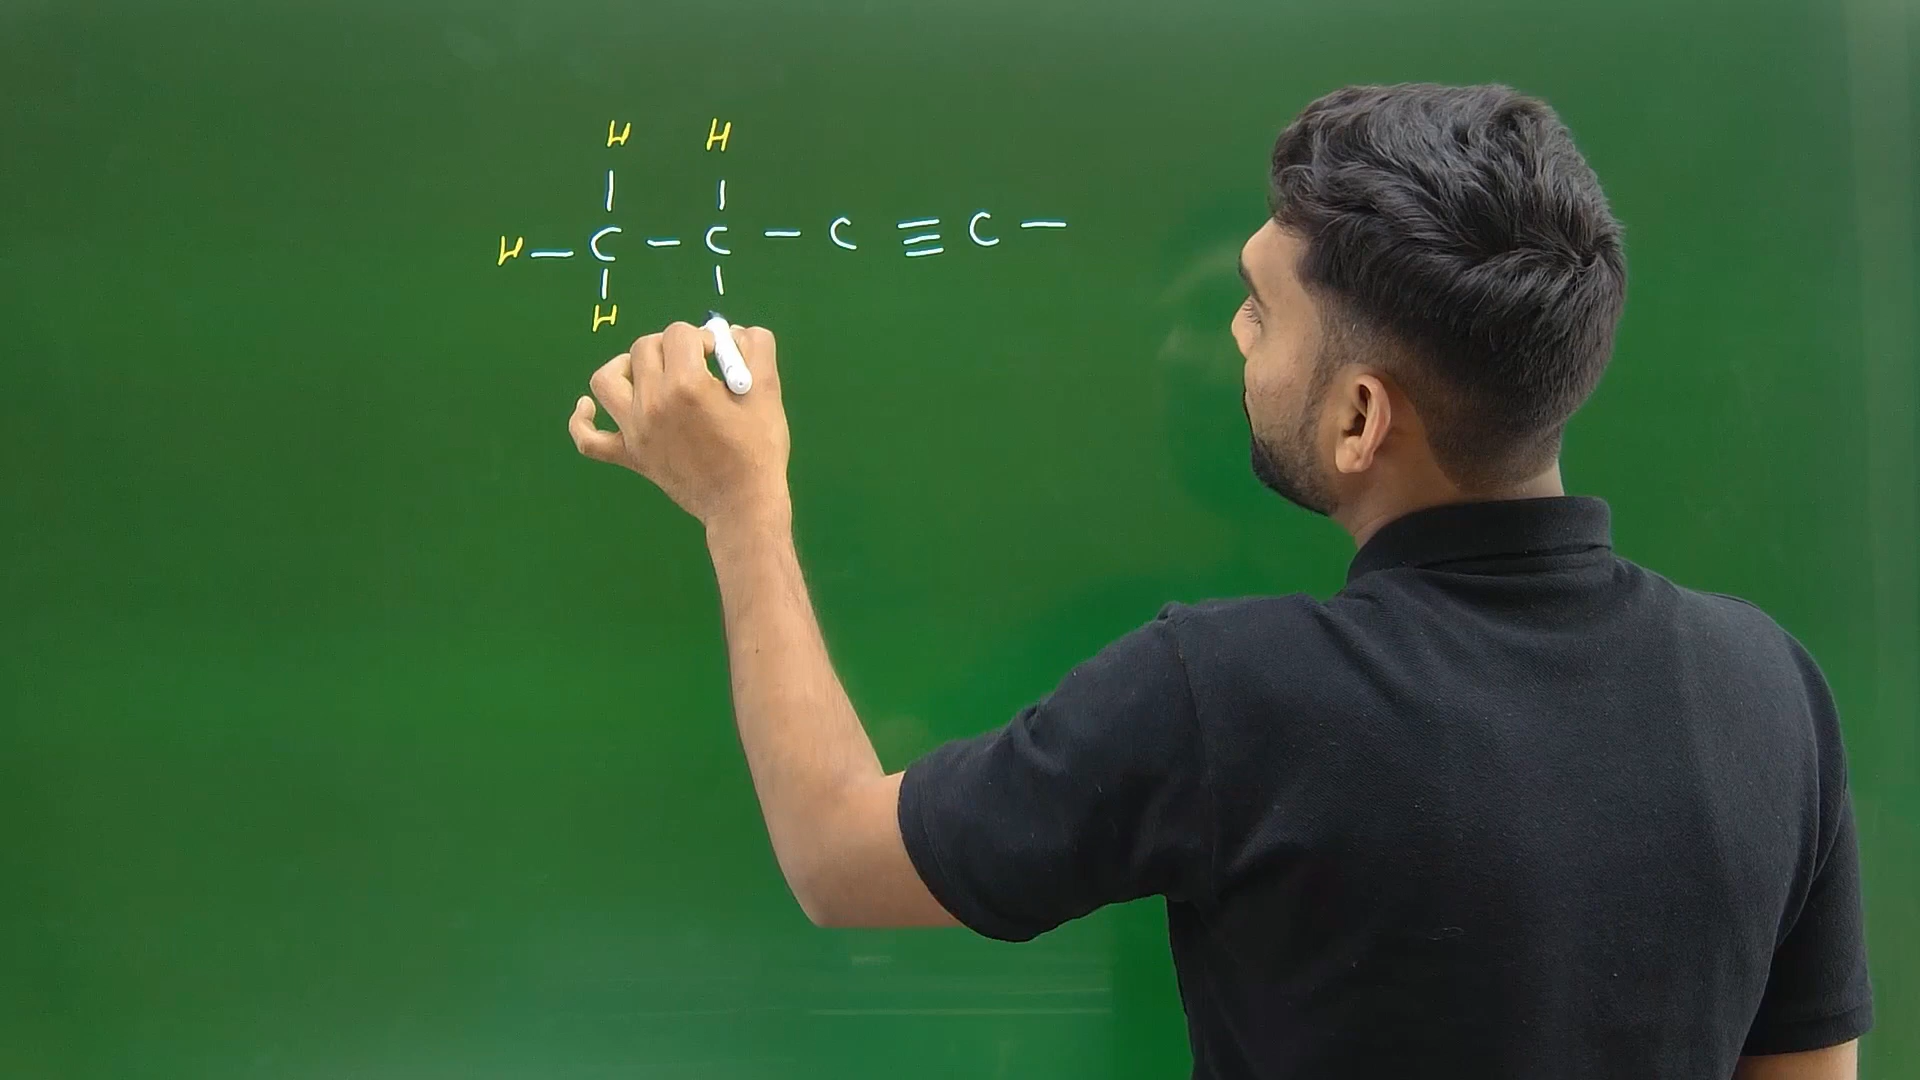 H H
| |
H — C — C — C ≡ C —
| |
H